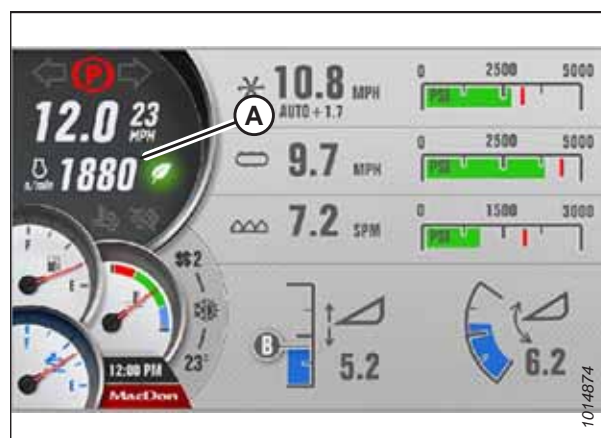 P
12.0 23 MPH
n/min 1880
A
10.8 MPH
AUTO + 1.7
0 2500 5000
PSI
9.7 MPH
0 2500 5000
PSI
7.2 SPM
0 1500 3000
PSI
F
E
F
E
2
23°
12:00 PM
MacDon
B
5.2
6.2
1014874